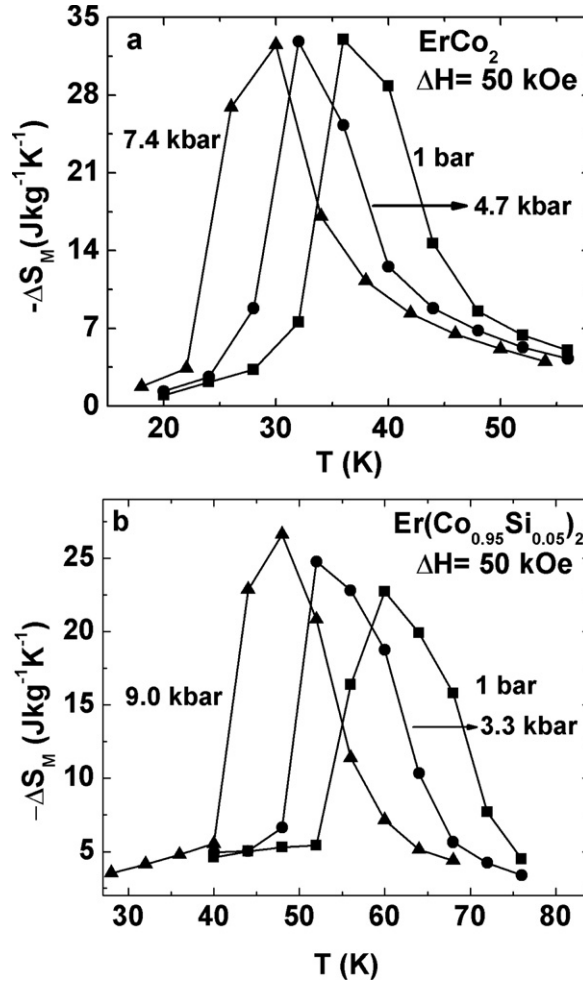 a
ErCo₂
ΔH= 50 kOe
7.4 kbar
1 bar
4.7 kbar
35
28
21
14
7
0
-ΔS_M(Jkg⁻¹K⁻¹)
20 30 40 50
T (K)
b
Er(Co₀.₉₅Si₀.₀₅)₂
ΔH= 50 kOe
9.0 kbar
1 bar
3.3 kbar
25
20
15
10
5
−ΔS_M (Jkg⁻¹K⁻¹)
30 40 50 60 70 80
T (K)